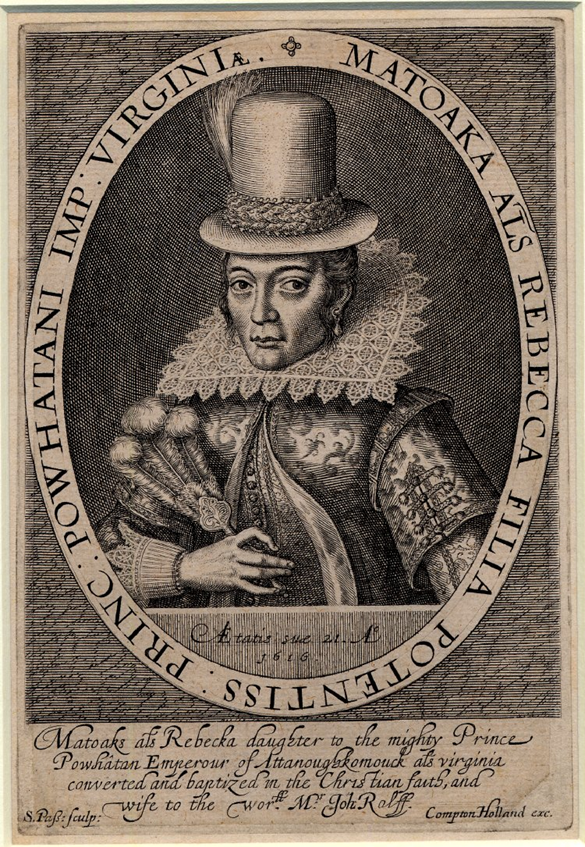 MATOAKA ALS REBECCA FILIA POTENTISS : PRINC : POWHATANI IMP : VIRGINIÆ .
Ætatis suæ 21. Aº
1616.
Matoaks als Rebecka daughter to the mighty Prince
Powhatan Emperour of Attanoughkomouck als virginia
converted and baptized in the Christian faith, and
wife to the worff. Mr. Joh: Rolff.
S. Paß: sculp: Compton Holland exc.